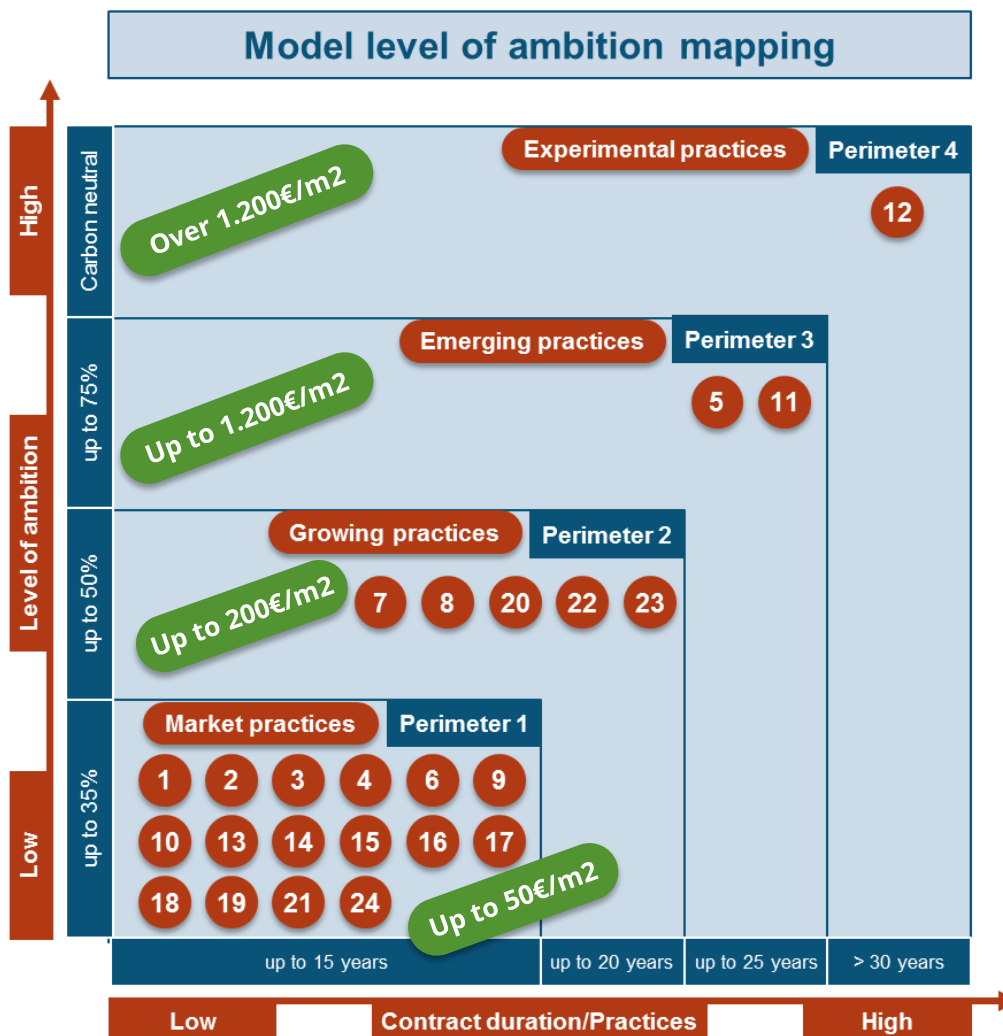 Model level of ambition mapping
High
Level of ambition
Low
Carbon neutral
up to 75%
up to 50%
up to 35%
Experimental practices
Perimeter 4
Over 1.200€/m2
12
Emerging practices
Perimeter 3
Up to 1.200€/m2
5 11
Growing practices
Perimeter 2
Up to 200€/m2
7 8 20 22 23
Market practices
Perimeter 1
1 2 3 4 6 9
10 13 14 15 16 17
18 19 21 24
Up to 50€/m2
up to 15 years
up to 20 years
up to 25 years
> 30 years
Low
Contract duration/Practices
High